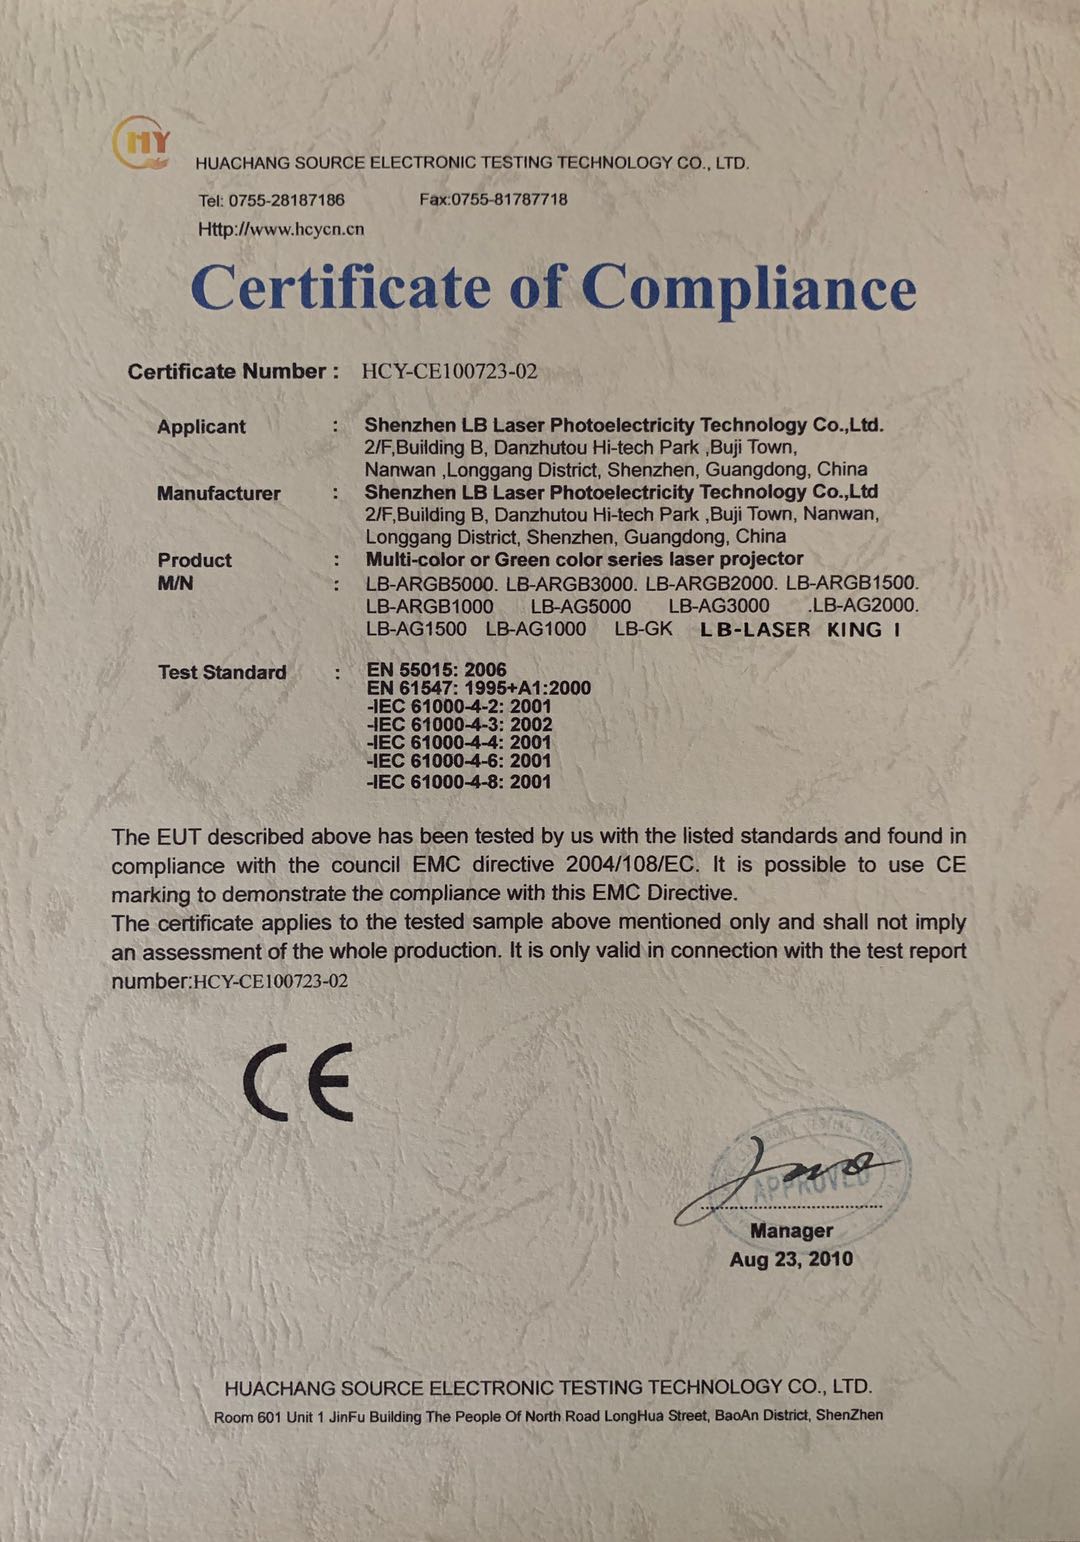 HY
HUACHANG SOURCE ELECTRONIC TESTING TECHNOLOGY CO., LTD.
Tel: 0755-28187186 Fax:0755-81787718
Http://www.hcycn.cn
Certificate of Compliance
Certificate Number : HCY-CE100723-02
Applicant : Shenzhen LB Laser Photoelectricity Technology Co.,Ltd.
2/F,Building B, Danzhutou Hi-tech Park ,Buji Town,
Nanwan ,Longgang District, Shenzhen, Guangdong, China
Manufacturer : Shenzhen LB Laser Photoelectricity Technology Co.,Ltd
2/F,Building B, Danzhutou Hi-tech Park ,Buji Town, Nanwan,
Longgang District, Shenzhen, Guangdong, China
Product : Multi-color or Green color series laser projector
M/N : LB-ARGB5000. LB-ARGB3000. LB-ARGB2000. LB-ARGB1500.
LB-ARGB1000 LB-AG5000 LB-AG3000 .LB-AG2000.
LB-AG1500 LB-AG1000 LB-GK LB-LASER KING I
Test Standard : EN 55015: 2006
EN 61547: 1995+A1:2000
-IEC 61000-4-2: 2001
-IEC 61000-4-3: 2002
-IEC 61000-4-4: 2001
-IEC 61000-4-6: 2001
-IEC 61000-4-8: 2001
The EUT described above has been tested by us with the listed standards and found in
compliance with the council EMC directive 2004/108/EC. It is possible to use CE
marking to demonstrate the compliance with this EMC Directive.
The certificate applies to the tested sample above mentioned only and shall not imply
an assessment of the whole production. It is only valid in connection with the test report
number:HCY-CE100723-02
CE
APPROVED
Manager
Aug 23, 2010
HUACHANG SOURCE ELECTRONIC TESTING TECHNOLOGY CO., LTD.
Room 601 Unit 1 JinFu Building The People Of North Road LongHua Street, BaoAn District, ShenZhen